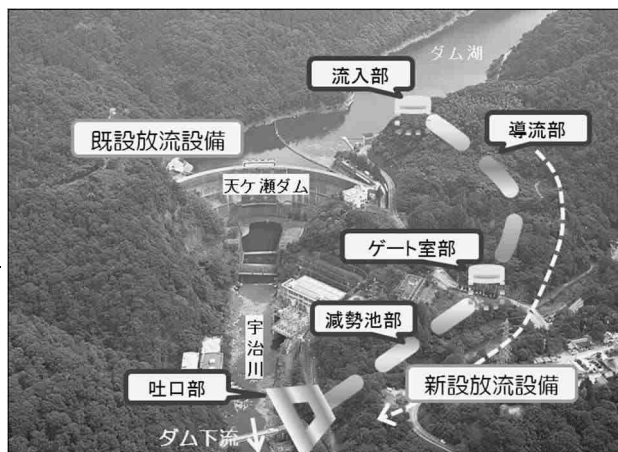 ダム湖
流入部
導流部
既設放流設備
天ケ瀬ダム
ゲート室部
減勢池部
宇治川
新設放流設備
吐口部
ダム下流